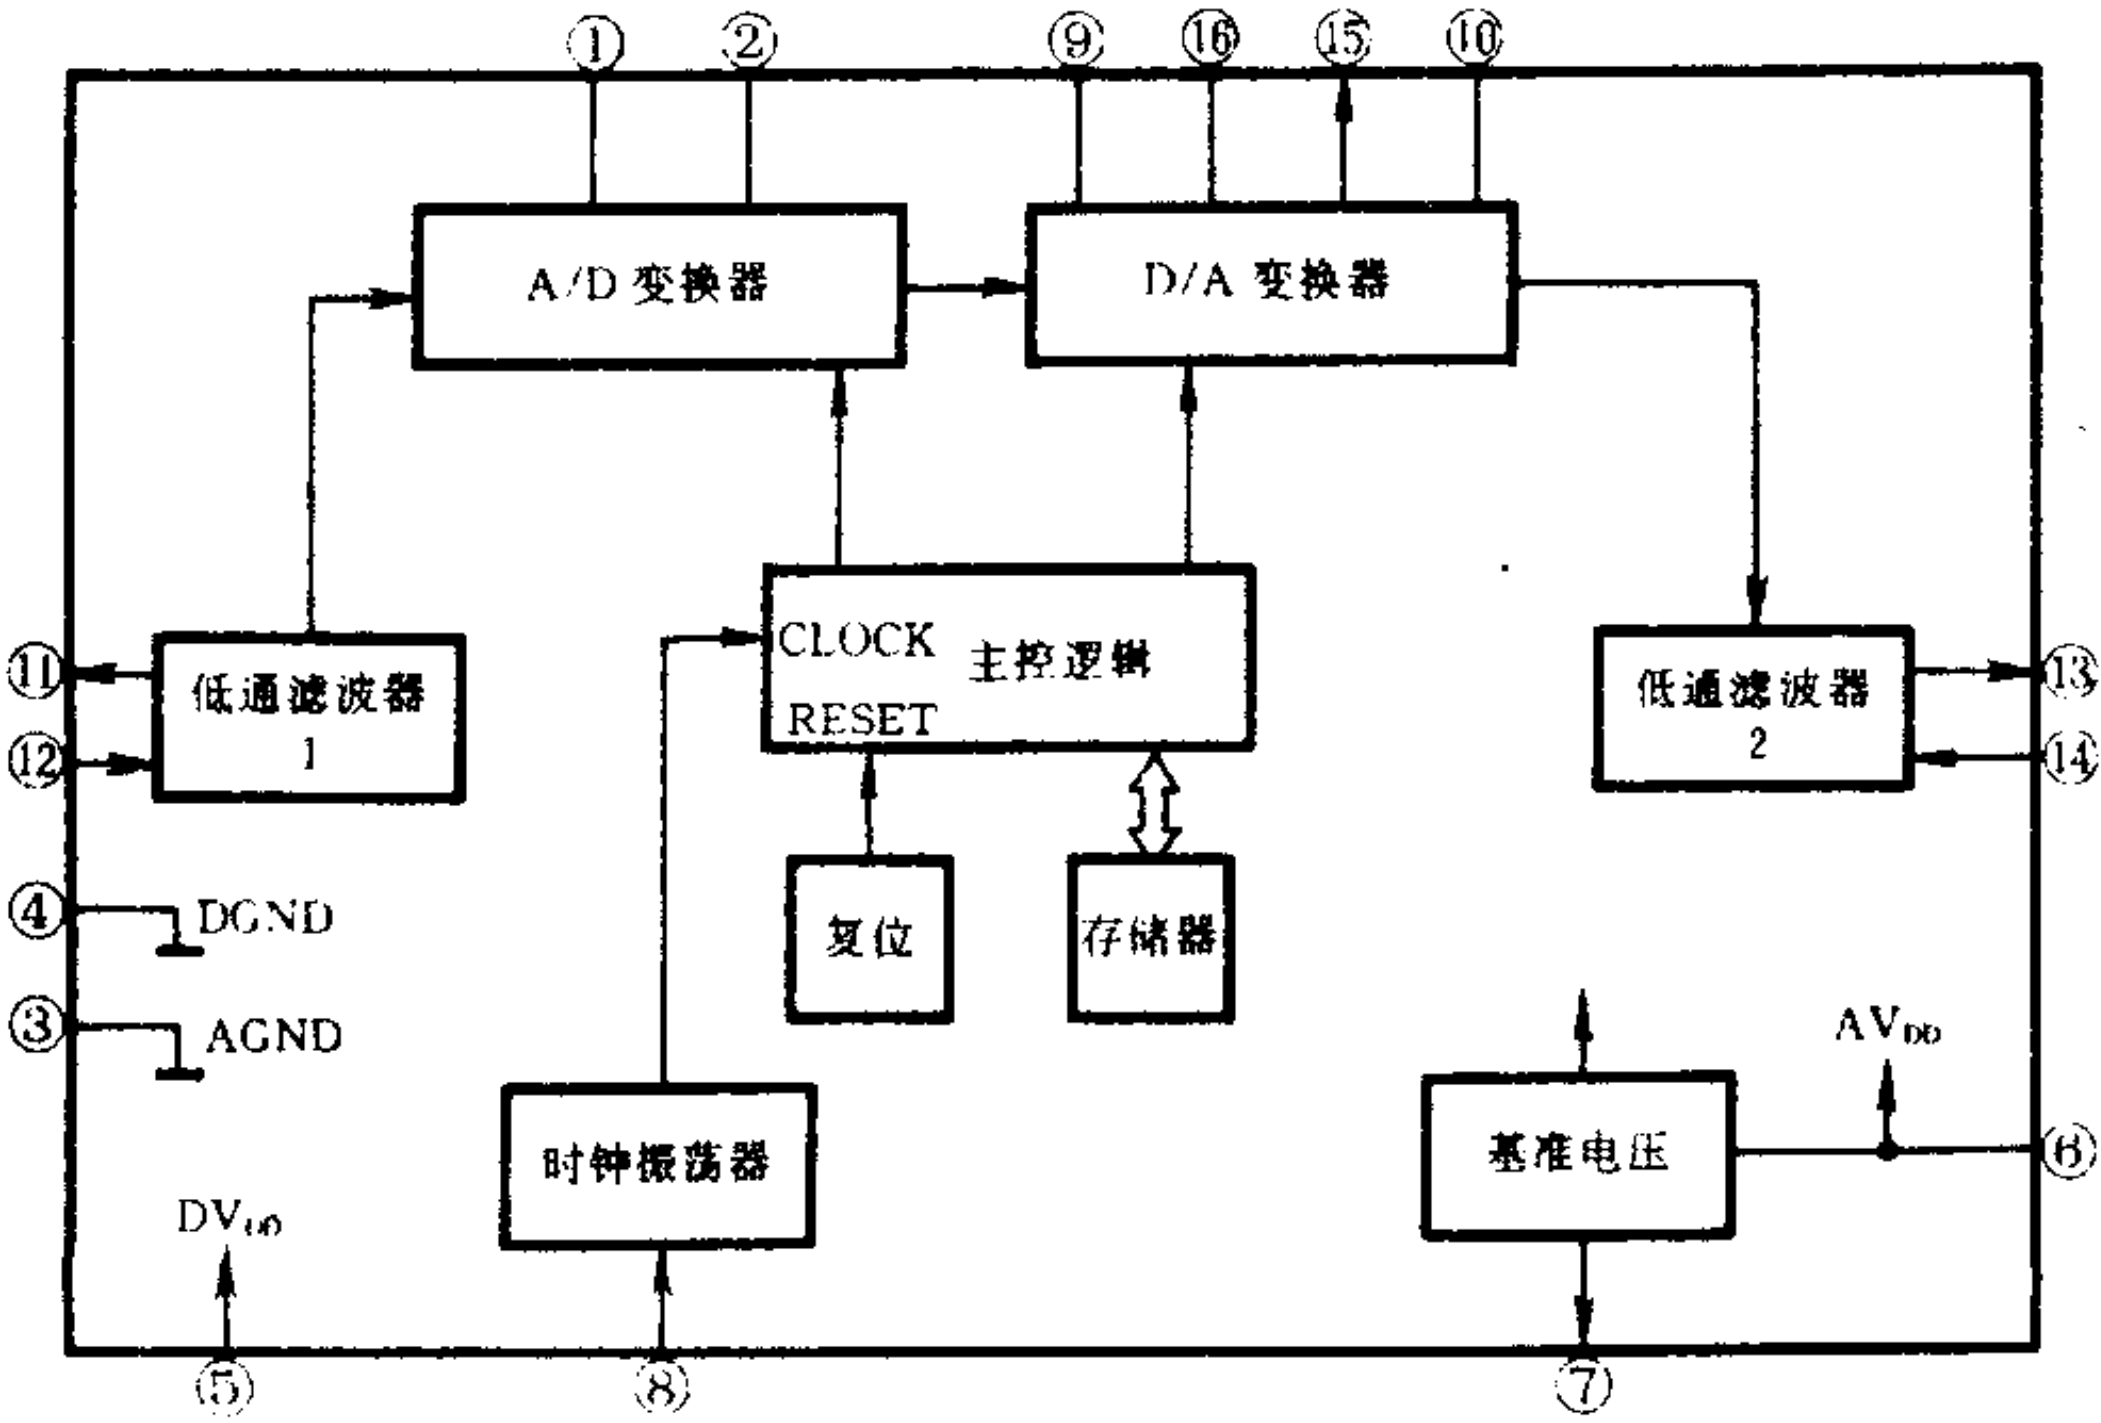 ① ② ⑨ ⑯ ⑮ ⑩
A/D 变换器
D/A 变换器
CLOCK
主控逻辑
RESET
⑪
低通滤波器
1
⑫
低通滤波器
2
⑬
⑭
复位
存储器
④ DGND
③ AGND
时钟振荡器
基准电压
AV_DD
⑥
DV_DD
⑤ ⑧ ⑦